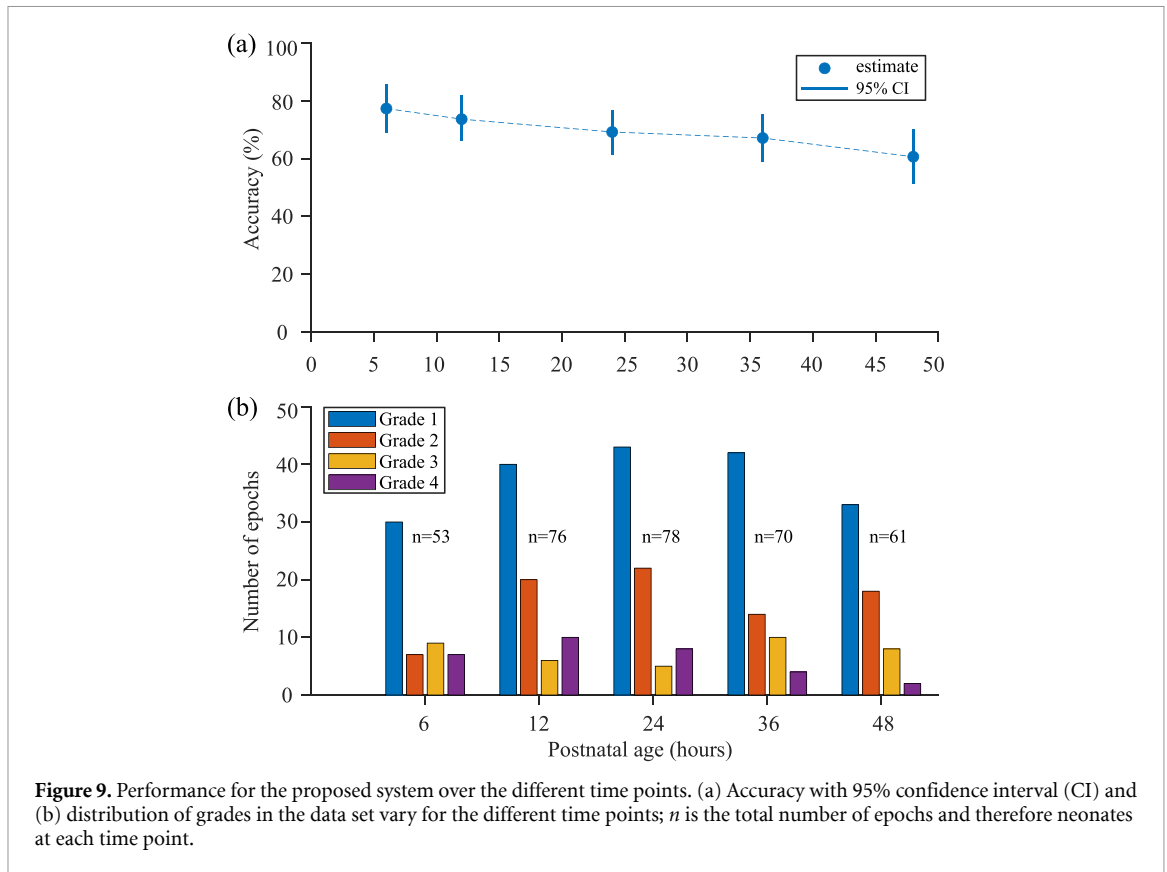 (a)
100
80
60
40
20
0
Accuracy (%)
estimate
95% CI
0 5 10 15 20 25 30 35 40 45 50
(b)
50
40
30
20
10
0
Number of epochs
Grade 1
Grade 2
Grade 3
Grade 4
n=53 n=76 n=78 n=70 n=61
6 12 24 36 48
Postnatal age (hours)
Figure 9. Performance for the proposed system over the different time points. (a) Accuracy with 95% confidence interval (CI) and
(b) distribution of grades in the data set vary for the different time points; n is the total number of epochs and therefore neonates
at each time point.